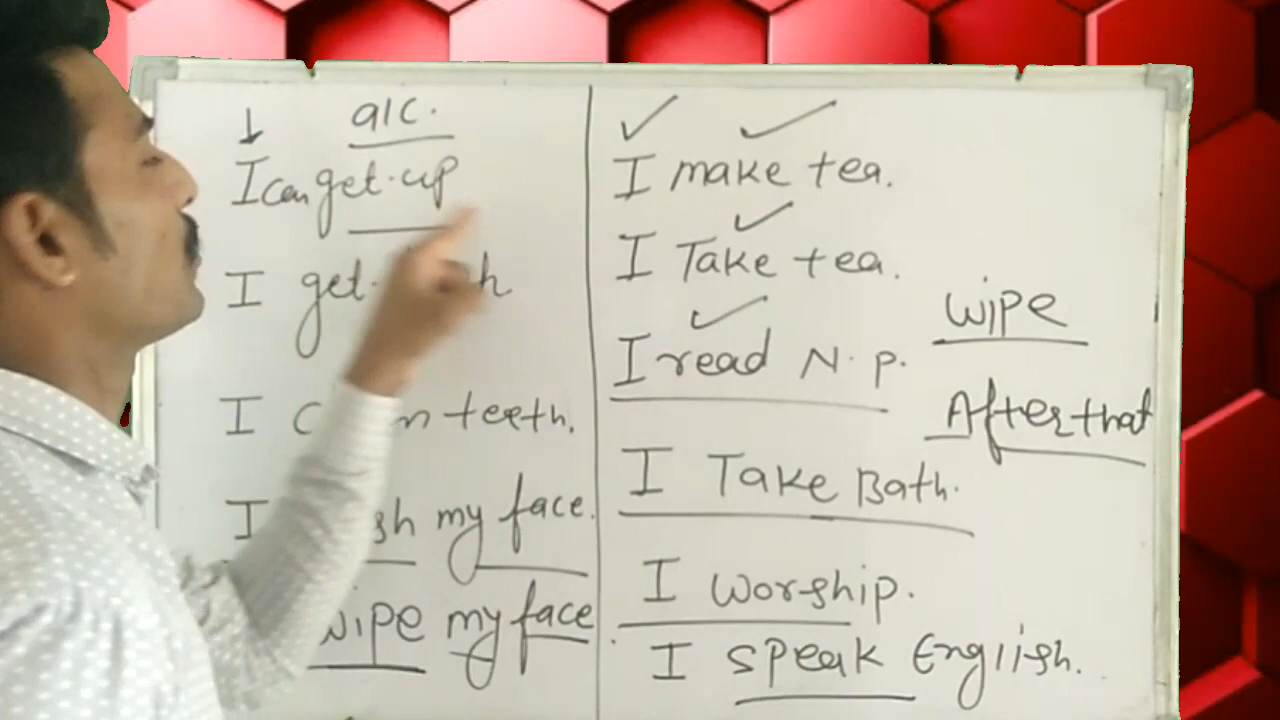 I can get up
I get
I teeth.
I my face.
wipe my face.
I make tea.
I Take tea.
I read N. p.
I Take Bath.
I worship.
I speak English.
Wipe
After that